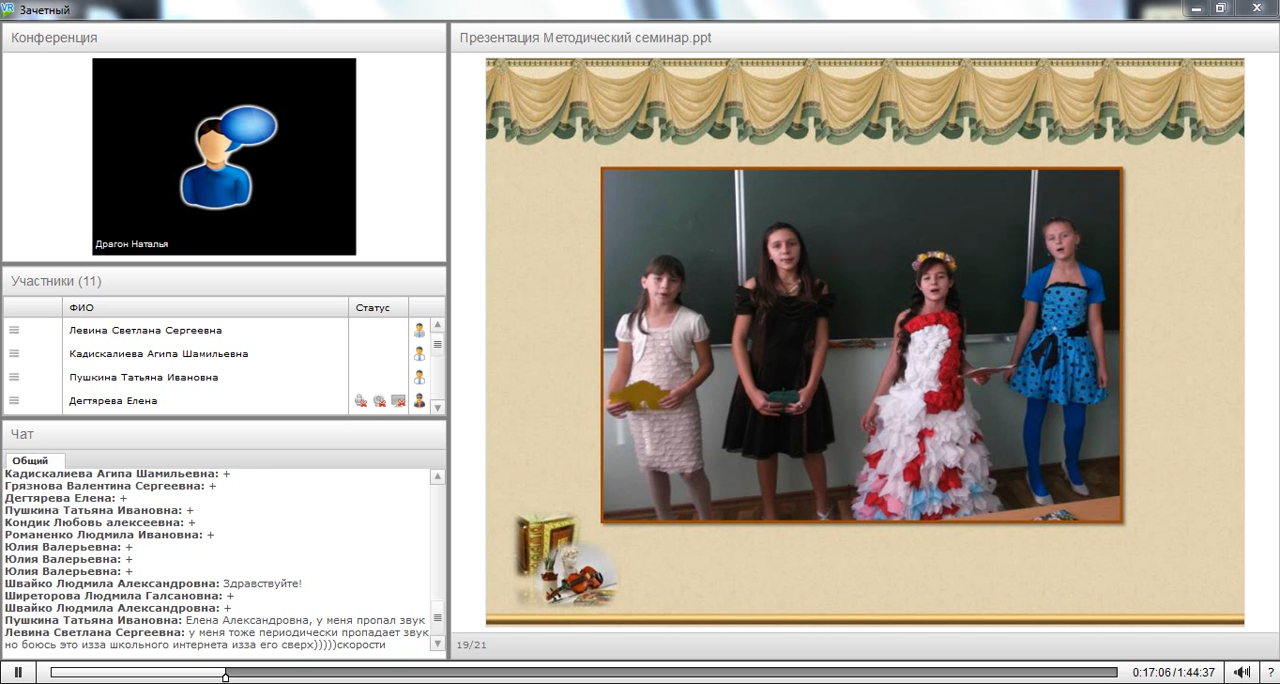 Зачетный
Конференция
Драгон Наталья
Участники (11)
ФИО Статус
Левина Светлана Сергеевна
Кадискалиева Агипа Шамильевна
Пушкина Татьяна Ивановна
Дегтярева Елена
Чат
Общий
Кадискалиева Агипа Шамильевна: +
Грязнова Валентина Сергеевна: +
Дегтярева Елена: +
Пушкина Татьяна Ивановна: +
Кондик Любовь алексеевна: +
Романенко Людмила Ивановна: +
Юлия Валерьевна: +
Юлия Валерьевна: +
Юлия Валерьевна: +
Швайко Людмила Александровна: Здравствуйте!
Ширеторова Людмила Галсановна: +
Швайко Людмила Александровна: +
Пушкина Татьяна Ивановна: Елена Александровна, у меня пропал звук
Левина Светлана Сергеевна: у меня тоже периодически пропадает звук
но боюсь это изза школьного интернета изза его сверх)))))скорости
Презентация Методический семинар.ppt
19/21
0:17:06/1:44:37
?